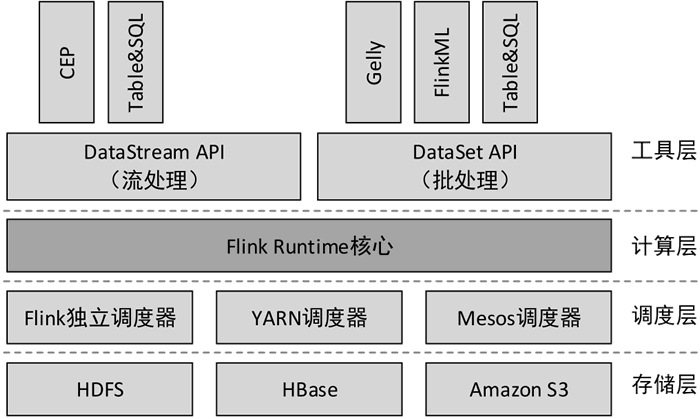 CEP
Table&SQL
Gelly
FlinkML
Table&SQL
DataStream API
（流处理）
DataSet API
（批处理）
工具层
Flink Runtime核心
计算层
Flink独立调度器
YARN调度器
Mesos调度器
调度层
HDFS
HBase
Amazon S3
存储层